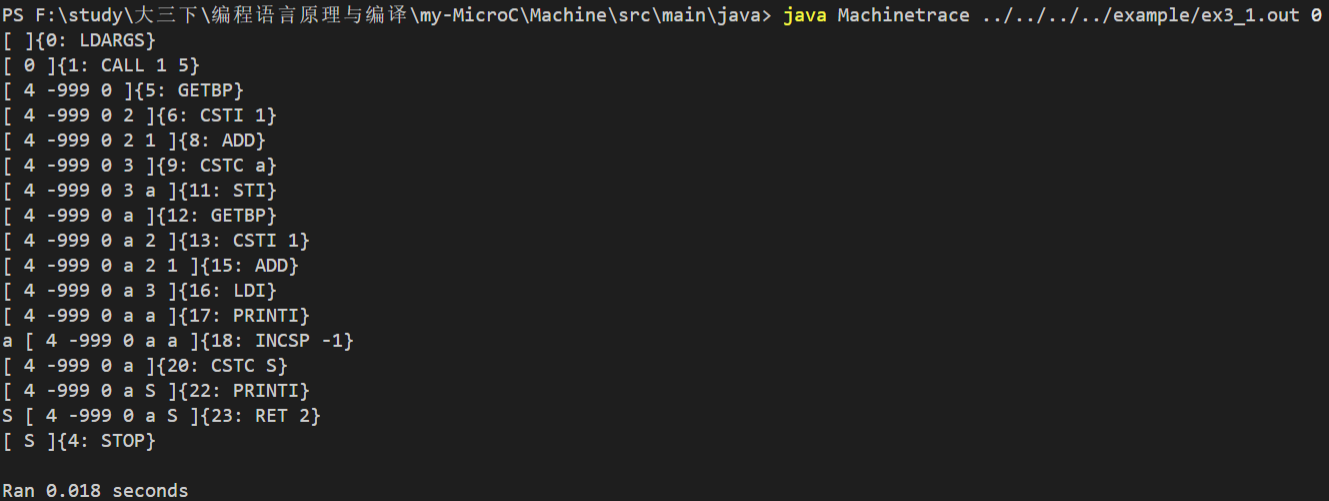 PS F:\study\大三下\编程语言原理与编译\my-MicroC\Machine\src\main\java> java Machinetrace ../../../../example/ex3_1.out 0
[ ]{0: LDARGS}
[ 0 ]{1: CALL 1 5}
[ 4 -999 0 ]{5: GETBP}
[ 4 -999 0 2 ]{6: CSTI 1}
[ 4 -999 0 2 1 ]{8: ADD}
[ 4 -999 0 3 ]{9: CSTC a}
[ 4 -999 0 3 a ]{11: STI}
[ 4 -999 0 a ]{12: GETBP}
[ 4 -999 0 a 2 ]{13: CSTI 1}
[ 4 -999 0 a 2 1 ]{15: ADD}
[ 4 -999 0 a 3 ]{16: LDI}
[ 4 -999 0 a a ]{17: PRINTI}
a [ 4 -999 0 a a ]{18: INCSP -1}
[ 4 -999 0 a ]{20: CSTC S}
[ 4 -999 0 a S ]{22: PRINTI}
S [ 4 -999 0 a S ]{23: RET 2}
[ S ]{4: STOP}
Ran 0.018 seconds